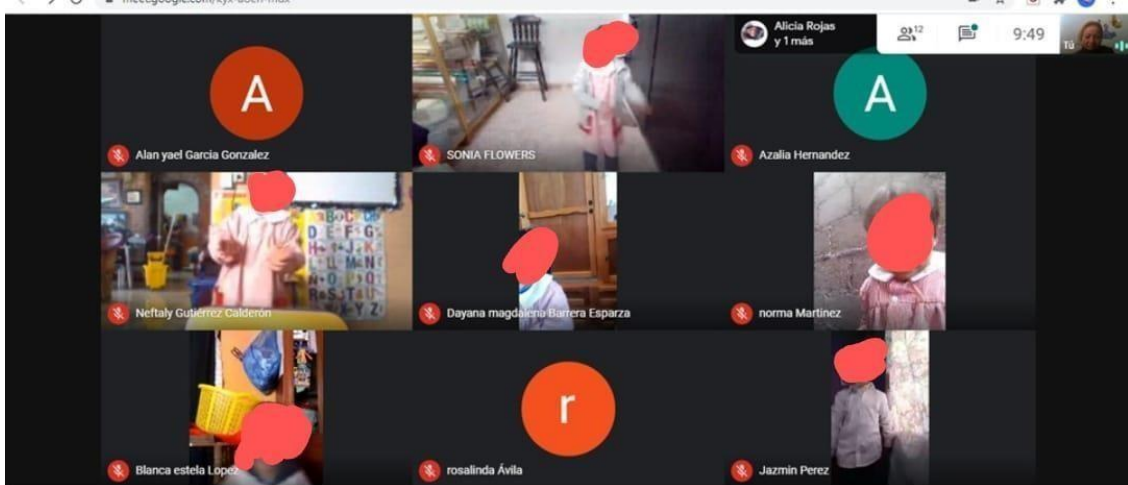 Alicia Rojas
y 1 más
12
9:49
Tú
A
Alan yael Garcia Gonzalez
SONIA FLOWERS
A
Azalia Hernandez
Neftaly Gutiérrez Calderón
Dayana magdalena Barrera Esparza
norma Martinez
Blanca estela Lopez
r
rosalinda Ávila
Jazmin Perez